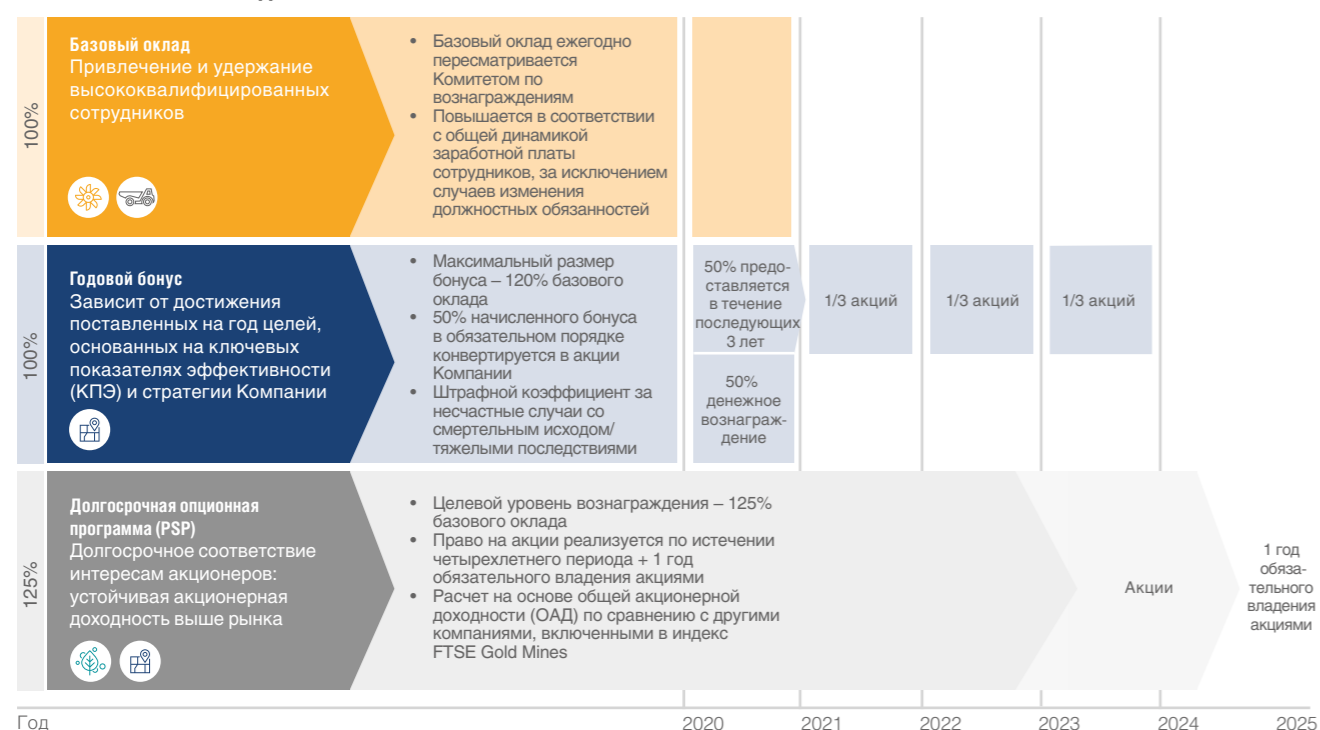 100%
Базовый оклад
Привлечение и удержание
высококвалифицированных
сотрудников
• Базовый оклад ежегодно
пересматривается
Комитетом по
вознаграждениям
• Повышается в соответствии
с общей динамикой
заработной платы
сотрудников, за исключением
случаев изменения
должностных обязанностей
100%
Годовой бонус
Зависит от достижения
поставленных на год целей,
основанных на ключевых
показателях эффективности
(КПЭ) и стратегии Компании
• Максимальный размер
бонуса – 120% базового
оклада
• 50% начисленного бонуса
в обязательном порядке
конвертируется в акции
Компании
• Штрафной коэффициент за
несчастные случаи со
смертельным исходом/
тяжелыми последствиями
50% предо-
ставляется
в течение
последующих
3 лет
50%
денежное
вознаграж-
дение
1/3 акций
1/3 акций
1/3 акций
125%
Долгосрочная опционная
программа (PSP)
Долгосрочное соответствие
интересам акционеров:
устойчивая акционерная
доходность выше рынка
• Целевой уровень вознаграждения – 125%
базового оклада
• Право на акции реализуется по истечении
четырехлетнего периода + 1 год
обязательного владения акциями
• Расчет на основе общей акционерной
доходности (ОАД) по сравнению с другими
компаниями, включенными в индекс
FTSE Gold Mines
Акции
1 год
обяза-
тельного
владения
акциями
Год
2020
2021
2022
2023
2024
2025